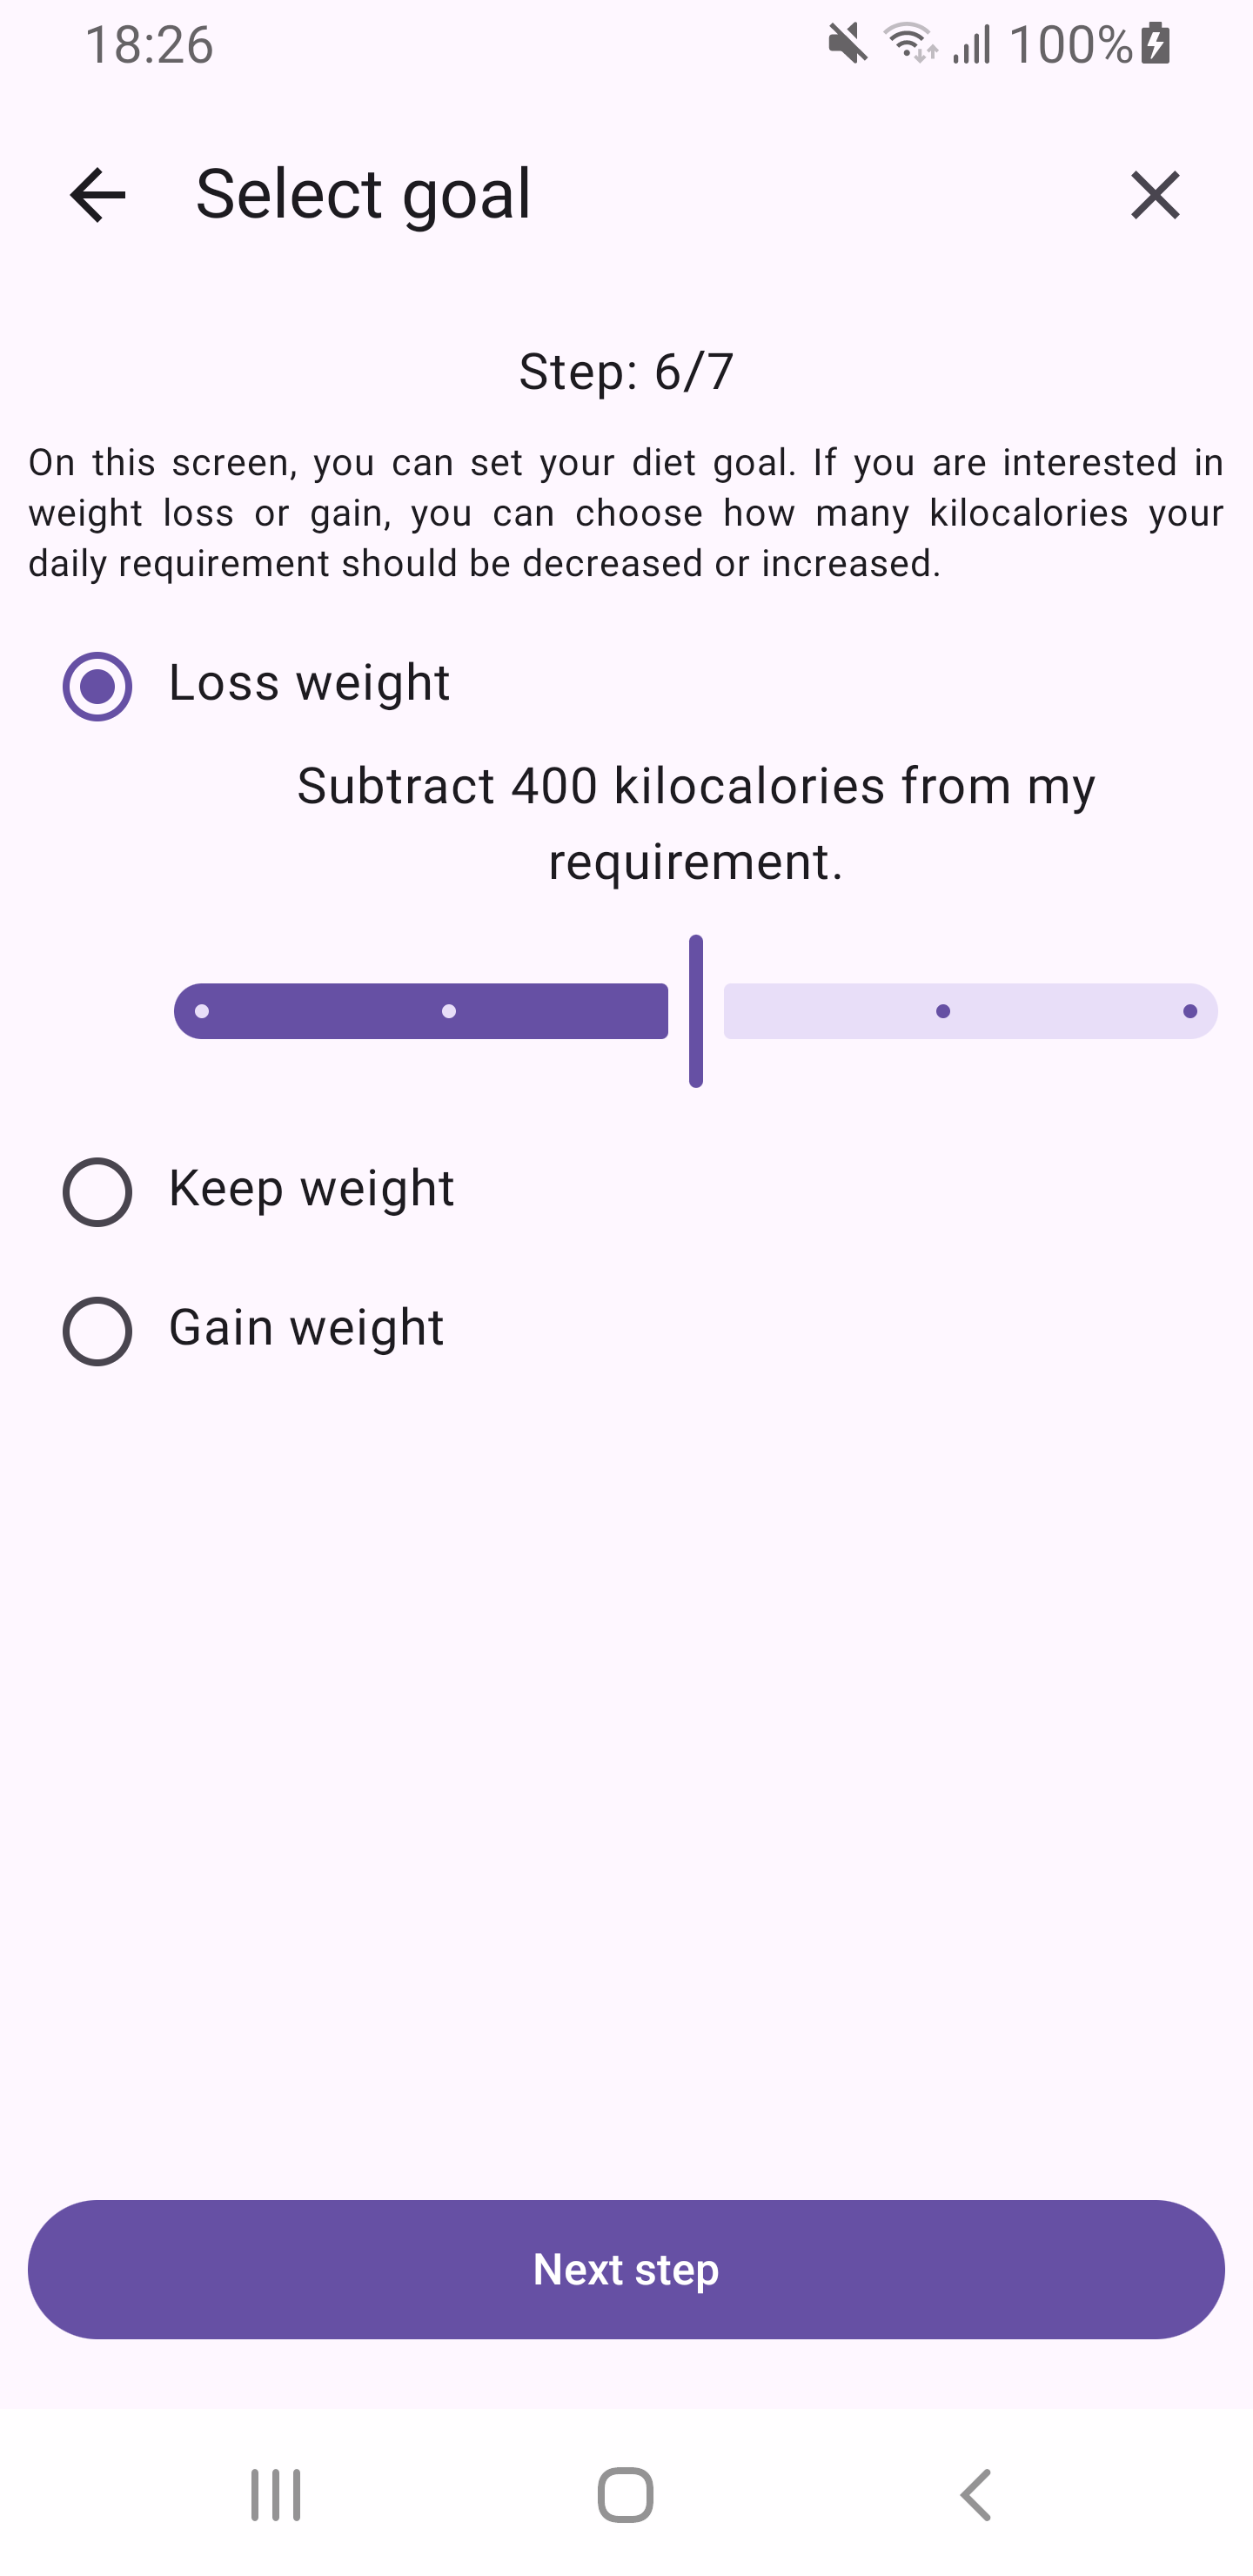 18:26
100%
Select goal
Step: 6/7
On this screen, you can set your diet goal. If you are interested in
weight loss or gain, you can choose how many kilocalories your
daily requirement should be decreased or increased.
Loss weight
Subtract 400 kilocalories from my
requirement.
Keep weight
Gain weight
Next step